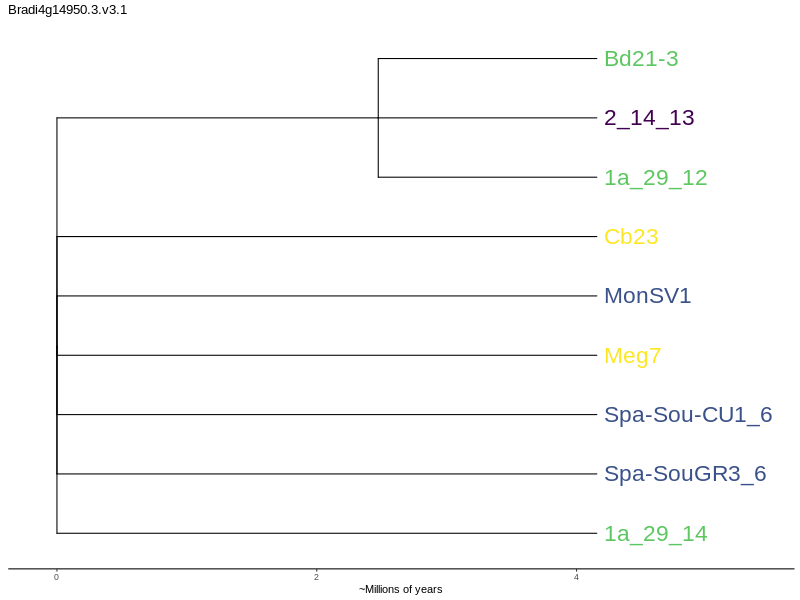 Bradi4g14950.3.v3.1
Bd21-3
2_14_13
1a_29_12
Cb23
MonSV1
Meg7
Spa-Sou-CU1_6
Spa-SouGR3_6
1a_29_14
0 2 4
~Millions of years